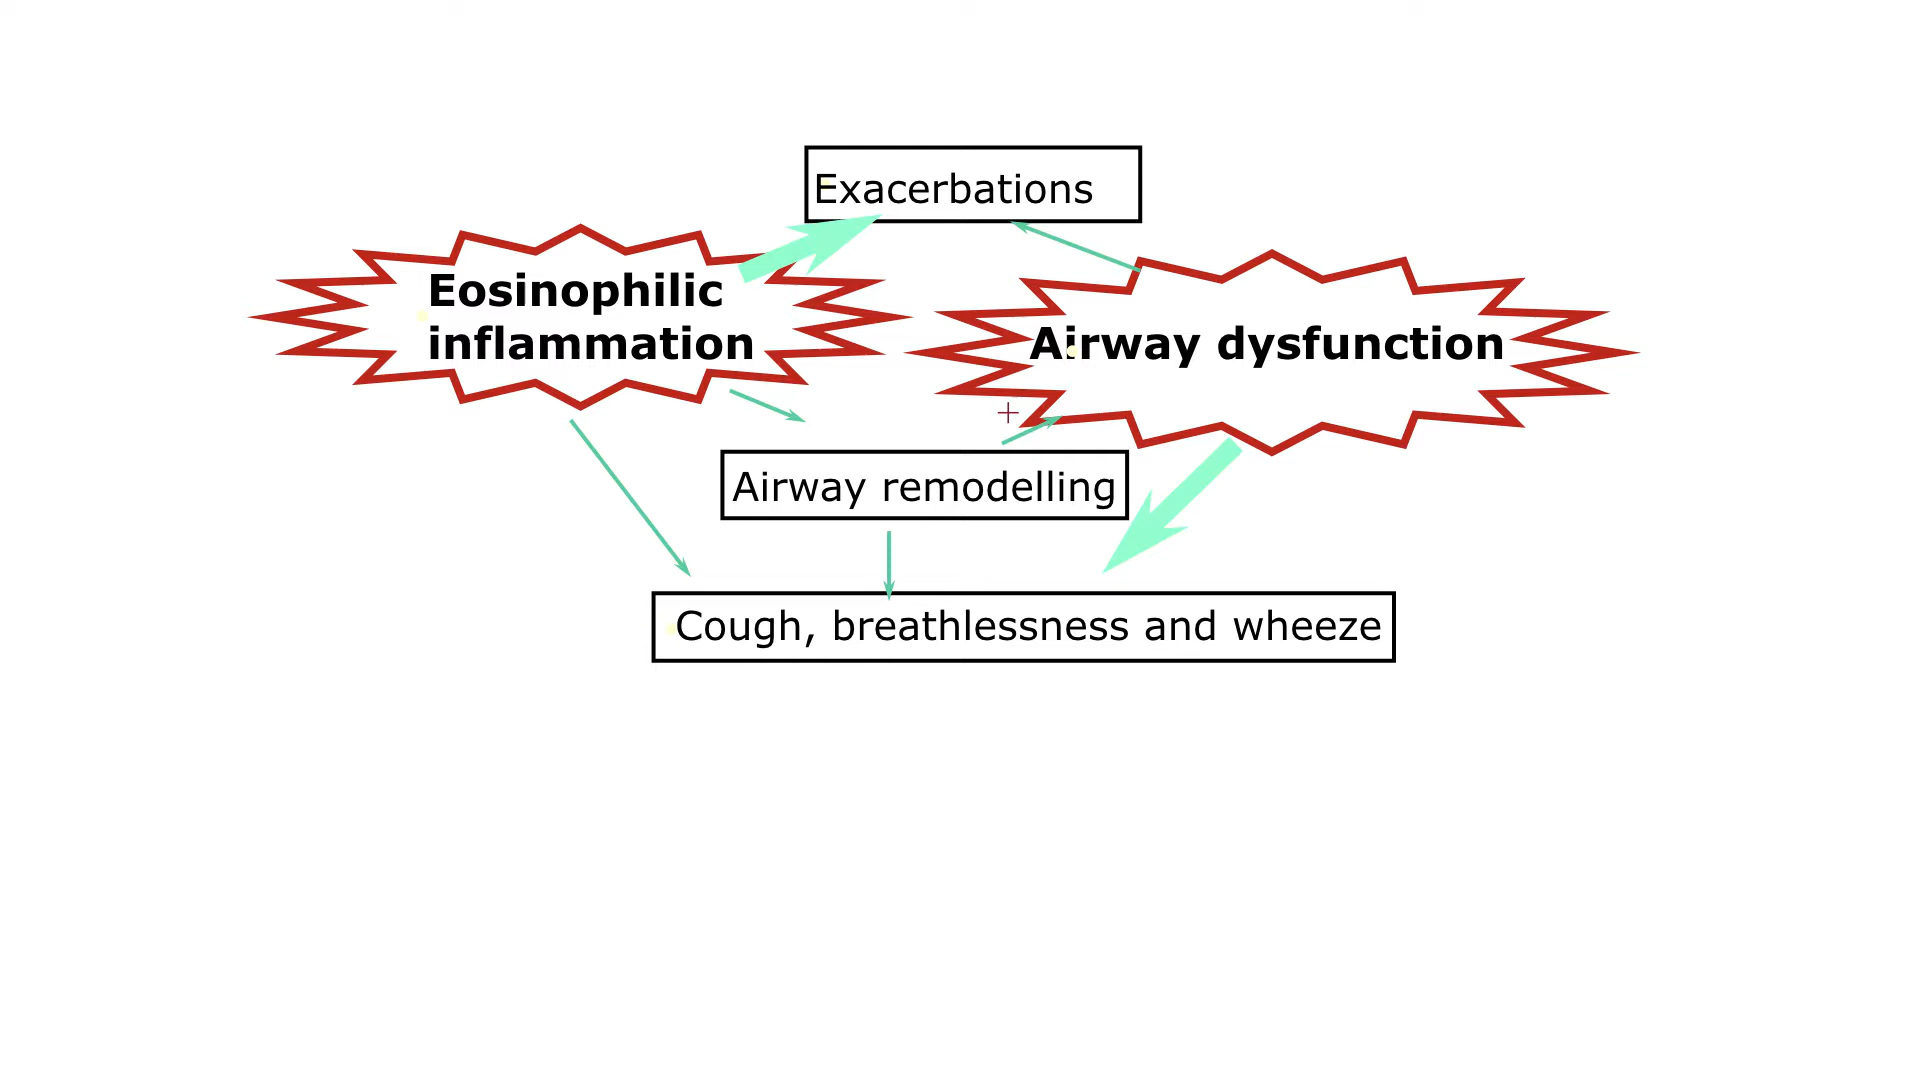 Exacerbations
Eosinophilic
inflammation
Airway dysfunction
Airway remodelling
Cough, breathlessness and wheeze